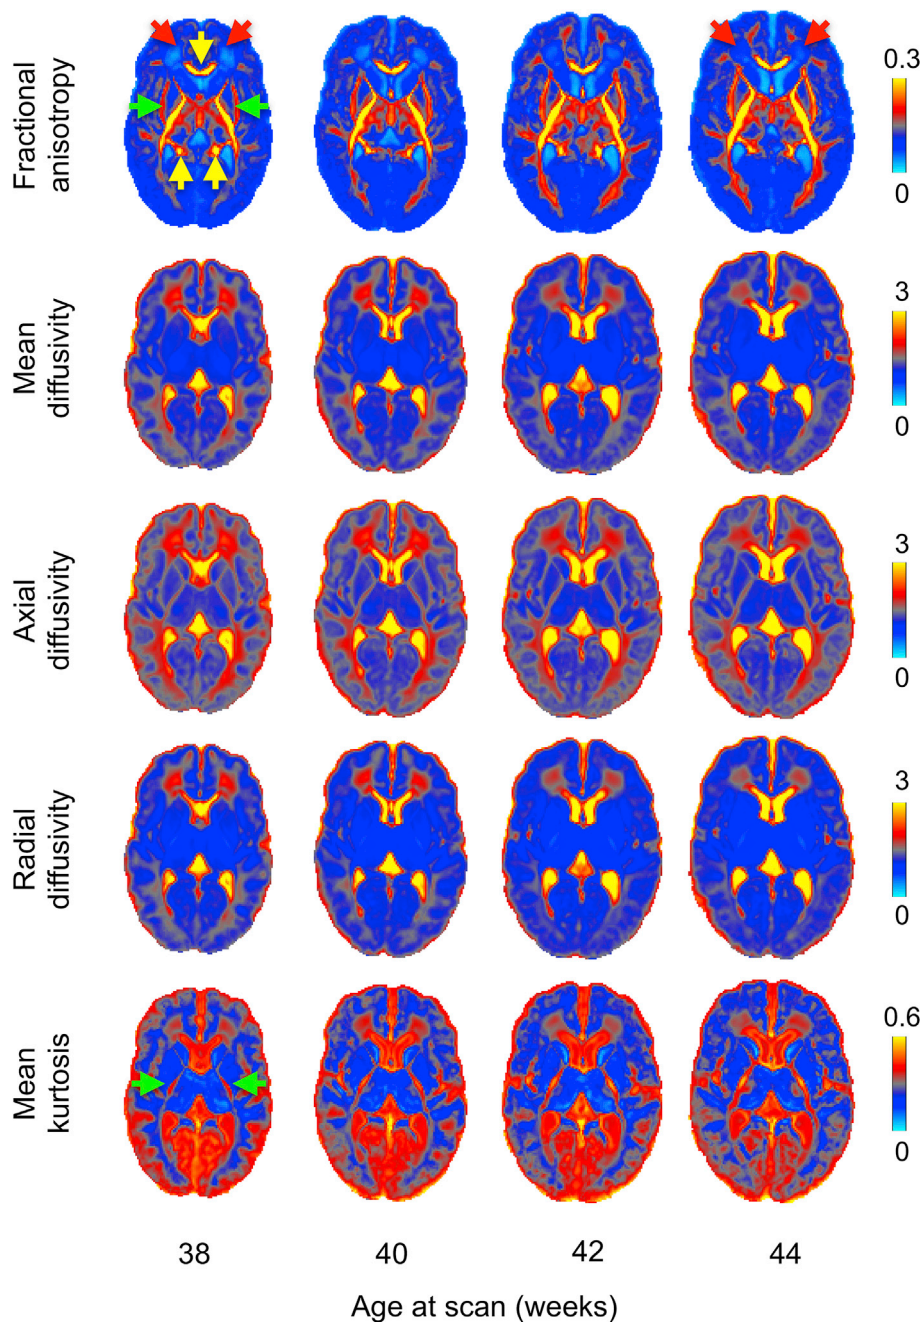 Fractional
anisotropy
0.3
0
Mean
diffusivity
3
0
Axial
diffusivity
3
0
Radial
diffusivity
3
0
Mean
kurtosis
0.6
0
38 40 42 44
Age at scan (weeks)